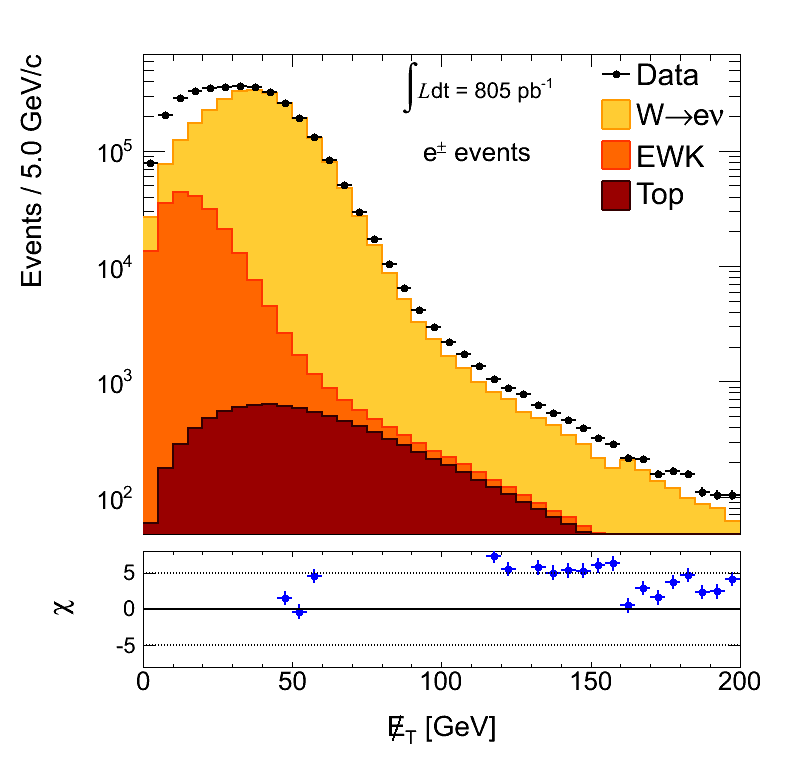 ∫ Ldt = 805 pb⁻¹
e± events
Data
W→eν
EWK
Top
Events / 5.0 GeV/c
10⁵
10⁴
10³
10²
χ
5
0
-5
0 50 100 150 200
E̸_T [GeV]